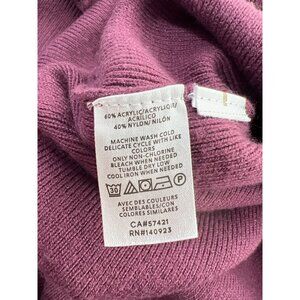 60% ACRYLIC/ACRYLIQUE/
ACRÍLICO
40% NYLON/NILÓN
MACHINE WASH COLD
DELICATE CYCLE WITH LIKE
COLORS
ONLY NON-CHLORINE
BLEACH WHEN NEEDED
TUMBLE DRY LOW
COOL IRON WHEN NEEDED
30
AVEC DES COULEURS
SEMBLABLES/CON
COLORES SIMILARES
CA#57421
RN#140923